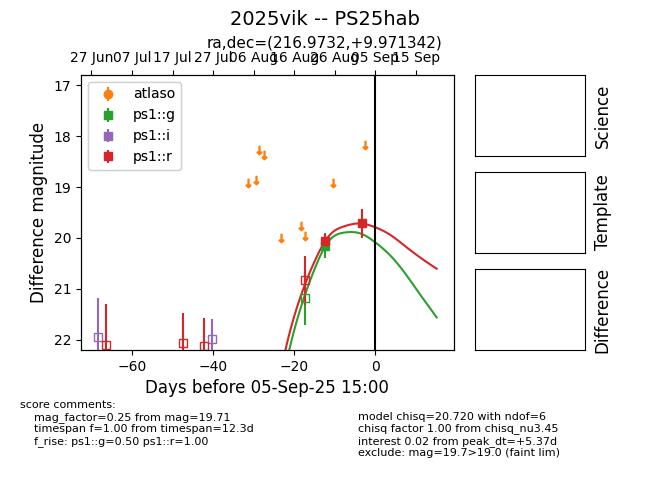 2025vik -- PS25hab
ra,dec=(216.9732,+9.971342)
27 Jun 07 Jul 17 Jul 27 Jul 06 Aug 16 Aug 26 Aug 05 Sep 15 Sep
atlaso
ps1::g
ps1::i
ps1::r
17
18
19
20
21
22
Difference magnitude
−60 −40 −20 0
Days before 05-Sep-25 15:00
Science
Template
Difference
score comments:
mag_factor=0.25 from mag=19.71
timespan f=1.00 from timespan=12.3d
f_rise: ps1::g=0.50 ps1::r=1.00
model chisq=20.720 with ndof=6
chisq factor 1.00 from chisq_nu3.45
interest 0.02 from peak_dt=+5.37d
exclude: mag=19.7>19.0 (faint lim)